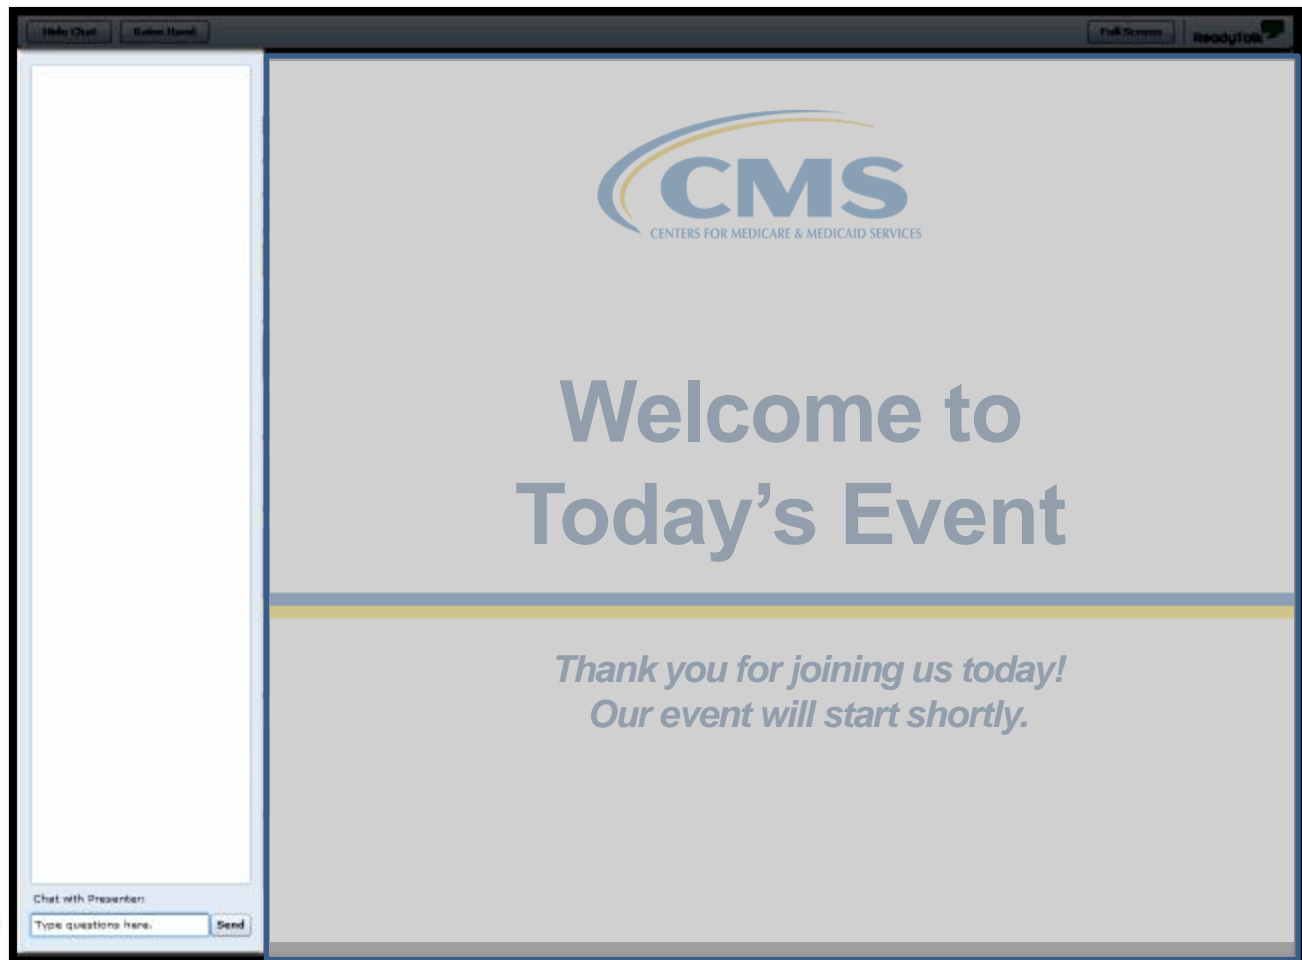 Hide Chat Raise Hand Full Screen ReadyTalk
CMS
CENTERS FOR MEDICARE & MEDICAID SERVICES
Welcome to
Today’s Event
Thank you for joining us today!
Our event will start shortly.
Chat with Presenter:
Type questions here. Send